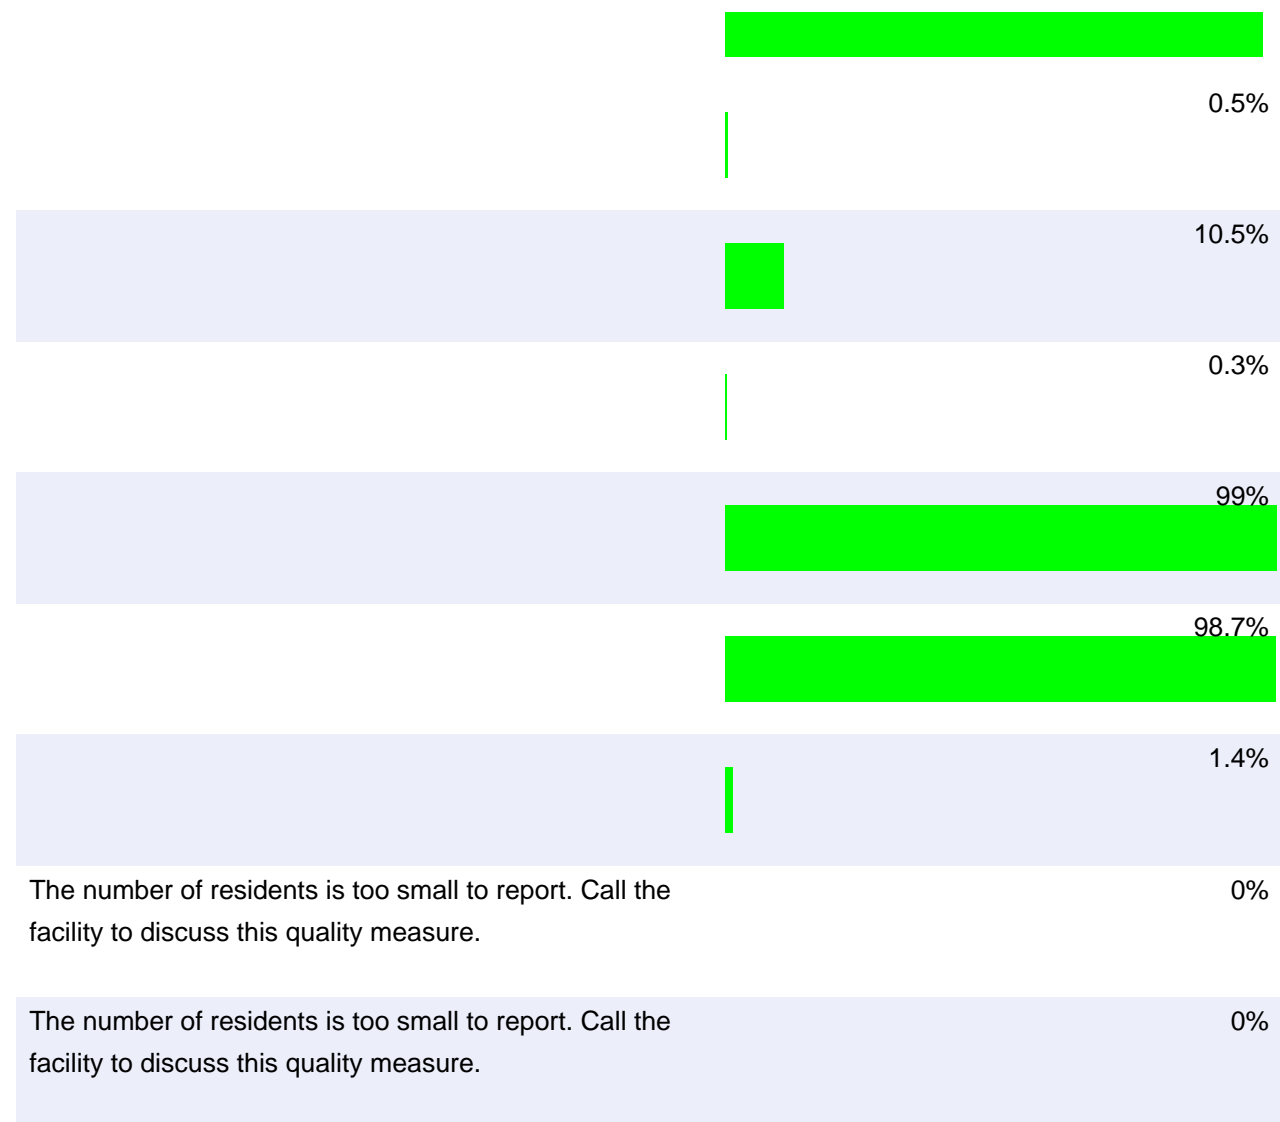 0.5%
10.5%
0.3%
99%
98.7%
1.4%
The number of residents is too small to report. Call the
0%
facility to discuss this quality measure.
The number of residents is too small to report. Call the
0%
facility to discuss this quality measure.